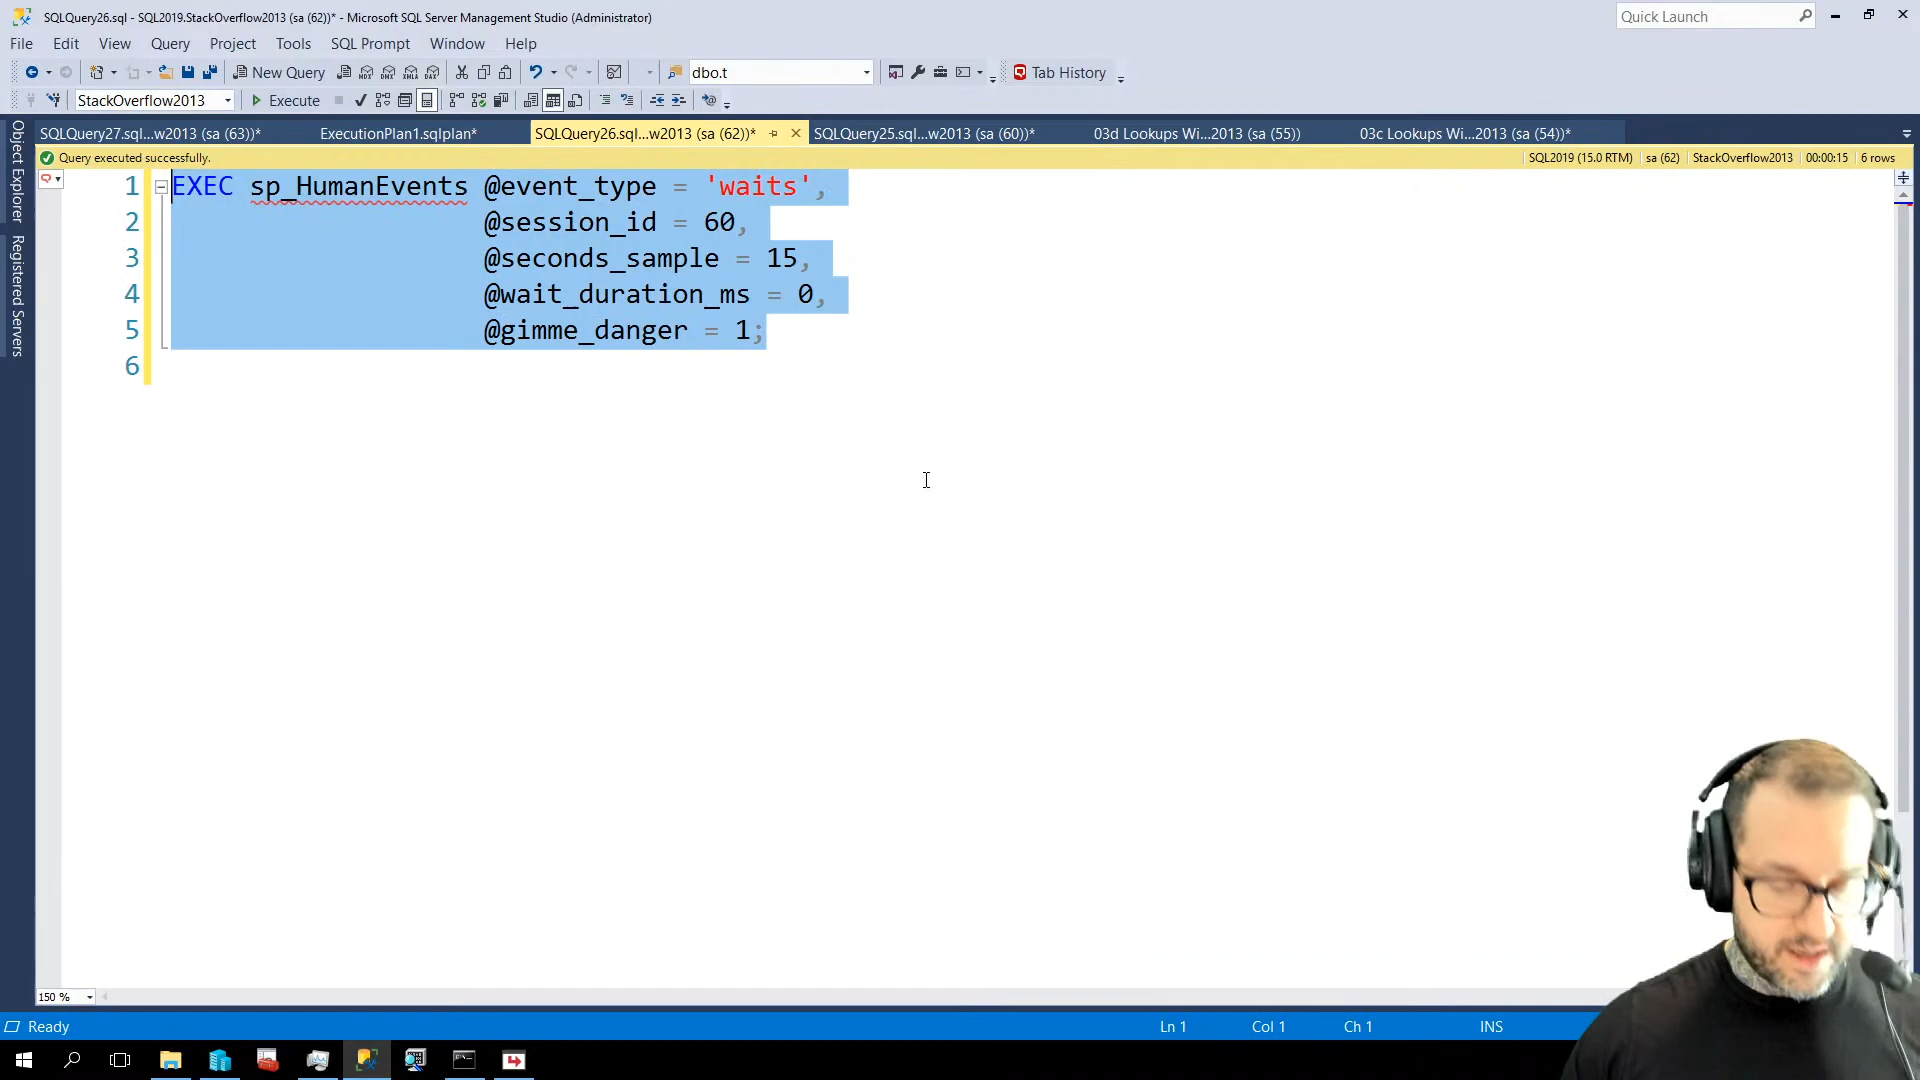 SQLQuery26.sql - SQL2019.StackOverflow2013 (sa (62))* - Microsoft SQL Server Management Studio (Administrator)
Quick Launch
File Edit View Query Project Tools SQL Prompt Window Help
New Query
dbo.t
Tab History
StackOverflow2013
Execute
SQLQuery27.sql...w2013 (sa (63))*
ExecutionPlan1.sqlplan*
SQLQuery26.sql...w2013 (sa (62))*
SQLQuery25.sql...w2013 (sa (60))*
03d Lookups Wi...2013 (sa (55))
03c Lookups Wi...2013 (sa (54))*
Object Explorer
Registered Servers
Query executed successfully.
SQL2019 (15.0 RTM) sa (62) StackOverflow2013 00:00:15 6 rows
1 EXEC sp_HumanEvents @event_type = 'waits',
2 @session_id = 60,
3 @seconds_sample = 15,
4 @wait_duration_ms = 0,
5 @gimme_danger = 1;
6
150 %
Ready
Ln 1 Col 1 Ch 1 INS